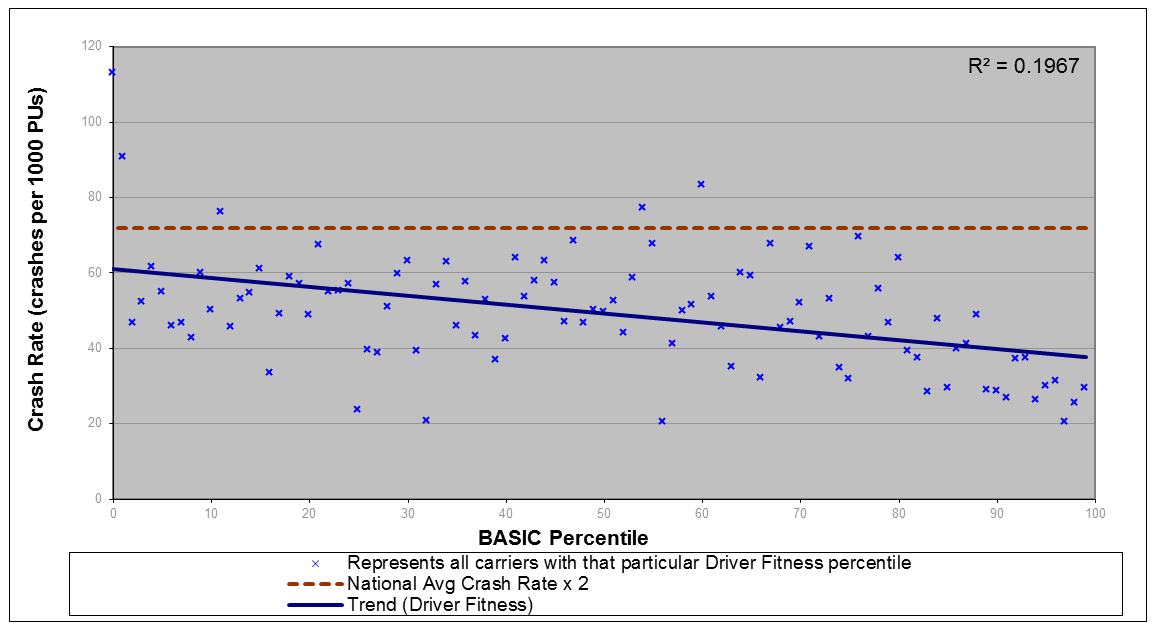 R² = 0.1967
Crash Rate (crashes per 1000 PUs)
120
100
80
60
40
20
0
0 10 20 30 40 50 60 70 80 90 100
BASIC Percentile
Represents all carriers with that particular Driver Fitness percentile
National Avg Crash Rate x 2
Trend (Driver Fitness)